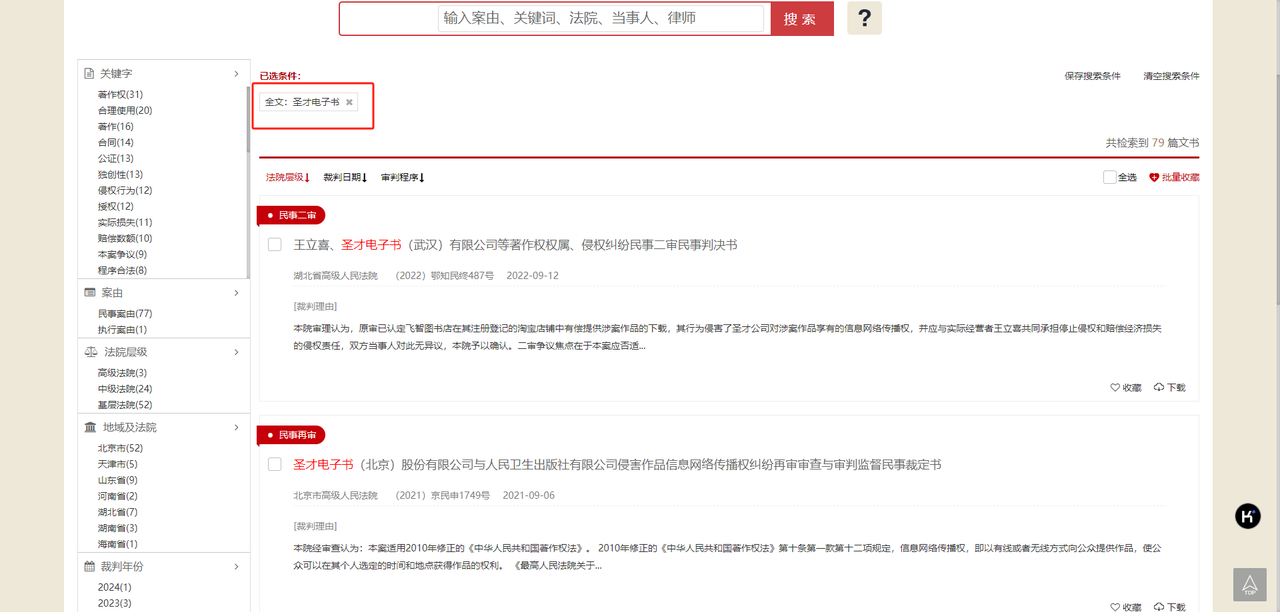 输入案由、关键词、法院、当事人、律师
搜 索
?
关键字
著作权(31)
合理使用(20)
著作(16)
合同(14)
公证(13)
独创性(13)
侵权行为(12)
授权(12)
实际损失(11)
赔偿数额(10)
本案争议(9)
程序合法(8)
案由
民事案由(77)
执行案由(1)
法院层级
高级法院(3)
中级法院(24)
基层法院(52)
地域及法院
北京市(52)
天津市(5)
山东省(9)
河南省(2)
湖北省(7)
湖南省(3)
海南省(1)
裁判年份
2024(1)
2023(3)
已选条件：
保存搜索条件 清空搜索条件
全文：圣才电子书 ×
共检索到 79 篇文书
法院层级↓ 裁判日期↓ 审判程序↓
全选 批量收藏
民事二审
王立喜、圣才电子书（武汉）有限公司等著作权权属、侵权纠纷民事二审民事判决书
湖北省高级人民法院 （2022）鄂知民终487号 2022-09-12
[裁判理由]
本院审理认为，原审已认定飞智图书店在其注册登记的淘宝店铺中有偿提供涉案作品的下载，其行为侵害了圣才公司对涉案作品享有的信息网络传播权，并应与实际经营者王立喜共同承担停止侵权和赔偿经济损失
的侵权责任，双方当事人对此无异议，本院予以确认。二审争议焦点在于本案应否适...
收藏 下载
民事再审
圣才电子书（北京）股份有限公司与人民卫生出版社有限公司侵害作品信息网络传播权纠纷再审审查与审判监督民事裁定书
北京市高级人民法院 （2021）京民申1749号 2021-09-06
[裁判理由]
本院经审查认为：本案适用2010年修正的《中华人民共和国著作权法》。 2010年修正的《中华人民共和国著作权法》第十条第一款第十二项规定，信息网络传播权，即以有线或者无线方式向公众提供作品，使公
众可以在其个人选定的时间和地点获得作品的权利。 《最高人民法院关于...
收藏 下载
K
TOP